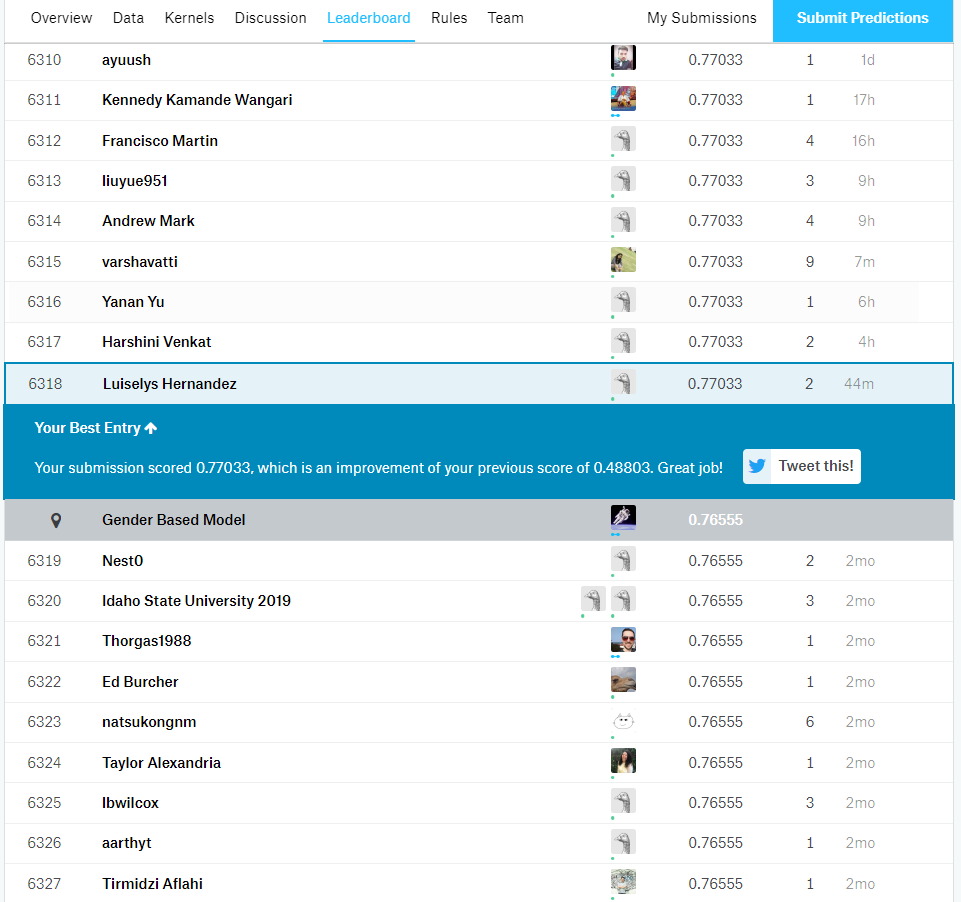 Overview Data Kernels Discussion Leaderboard Rules Team My Submissions Submit Predictions
6310 ayuush 0.77033 1 1d
6311 Kennedy Kamande Wangari 0.77033 1 17h
6312 Francisco Martin 0.77033 4 16h
6313 liuyue951 0.77033 3 9h
6314 Andrew Mark 0.77033 4 9h
6315 varshavatti 0.77033 9 7m
6316 Yanan Yu 0.77033 1 6h
6317 Harshini Venkat 0.77033 2 4h
6318 Luiselys Hernandez 0.77033 2 44m
Your Best Entry
Your submission scored 0.77033, which is an improvement of your previous score of 0.48803. Great job! Tweet this!
Gender Based Model 0.76555
6319 Nest0 0.76555 2 2mo
6320 Idaho State University 2019 0.76555 3 2mo
6321 Thorgas1988 0.76555 1 2mo
6322 Ed Burcher 0.76555 1 2mo
6323 natsukongnm 0.76555 6 2mo
6324 Taylor Alexandria 0.76555 1 2mo
6325 lbwilcox 0.76555 3 2mo
6326 aarthyt 0.76555 1 2mo
6327 Tirmidzi Aflahi 0.76555 1 2mo